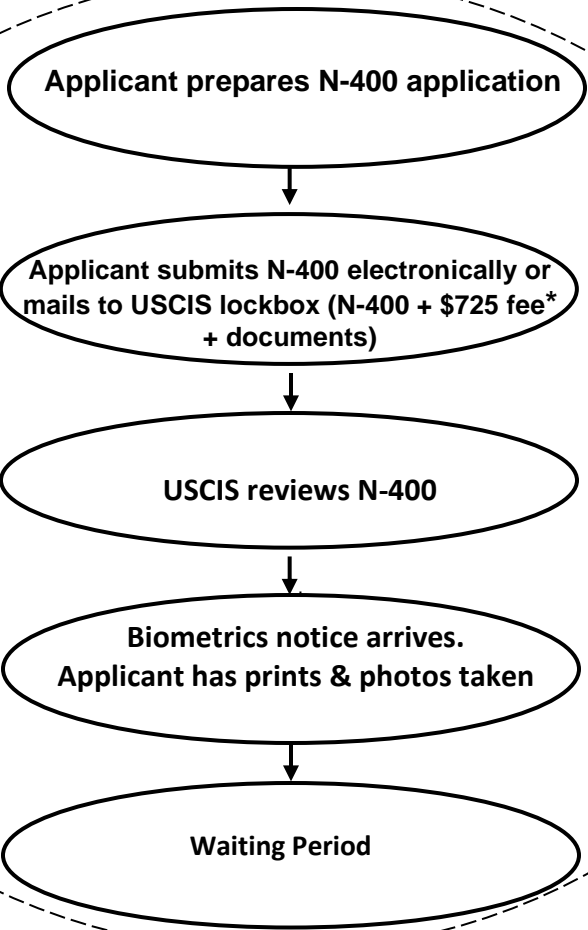 Applicant prepares N-400 application
Applicant submits N-400 electronically or
mails to USCIS lockbox (N-400 + $725 fee*
+ documents)
USCIS reviews N-400
Biometrics notice arrives.
Applicant has prints & photos taken
Waiting Period